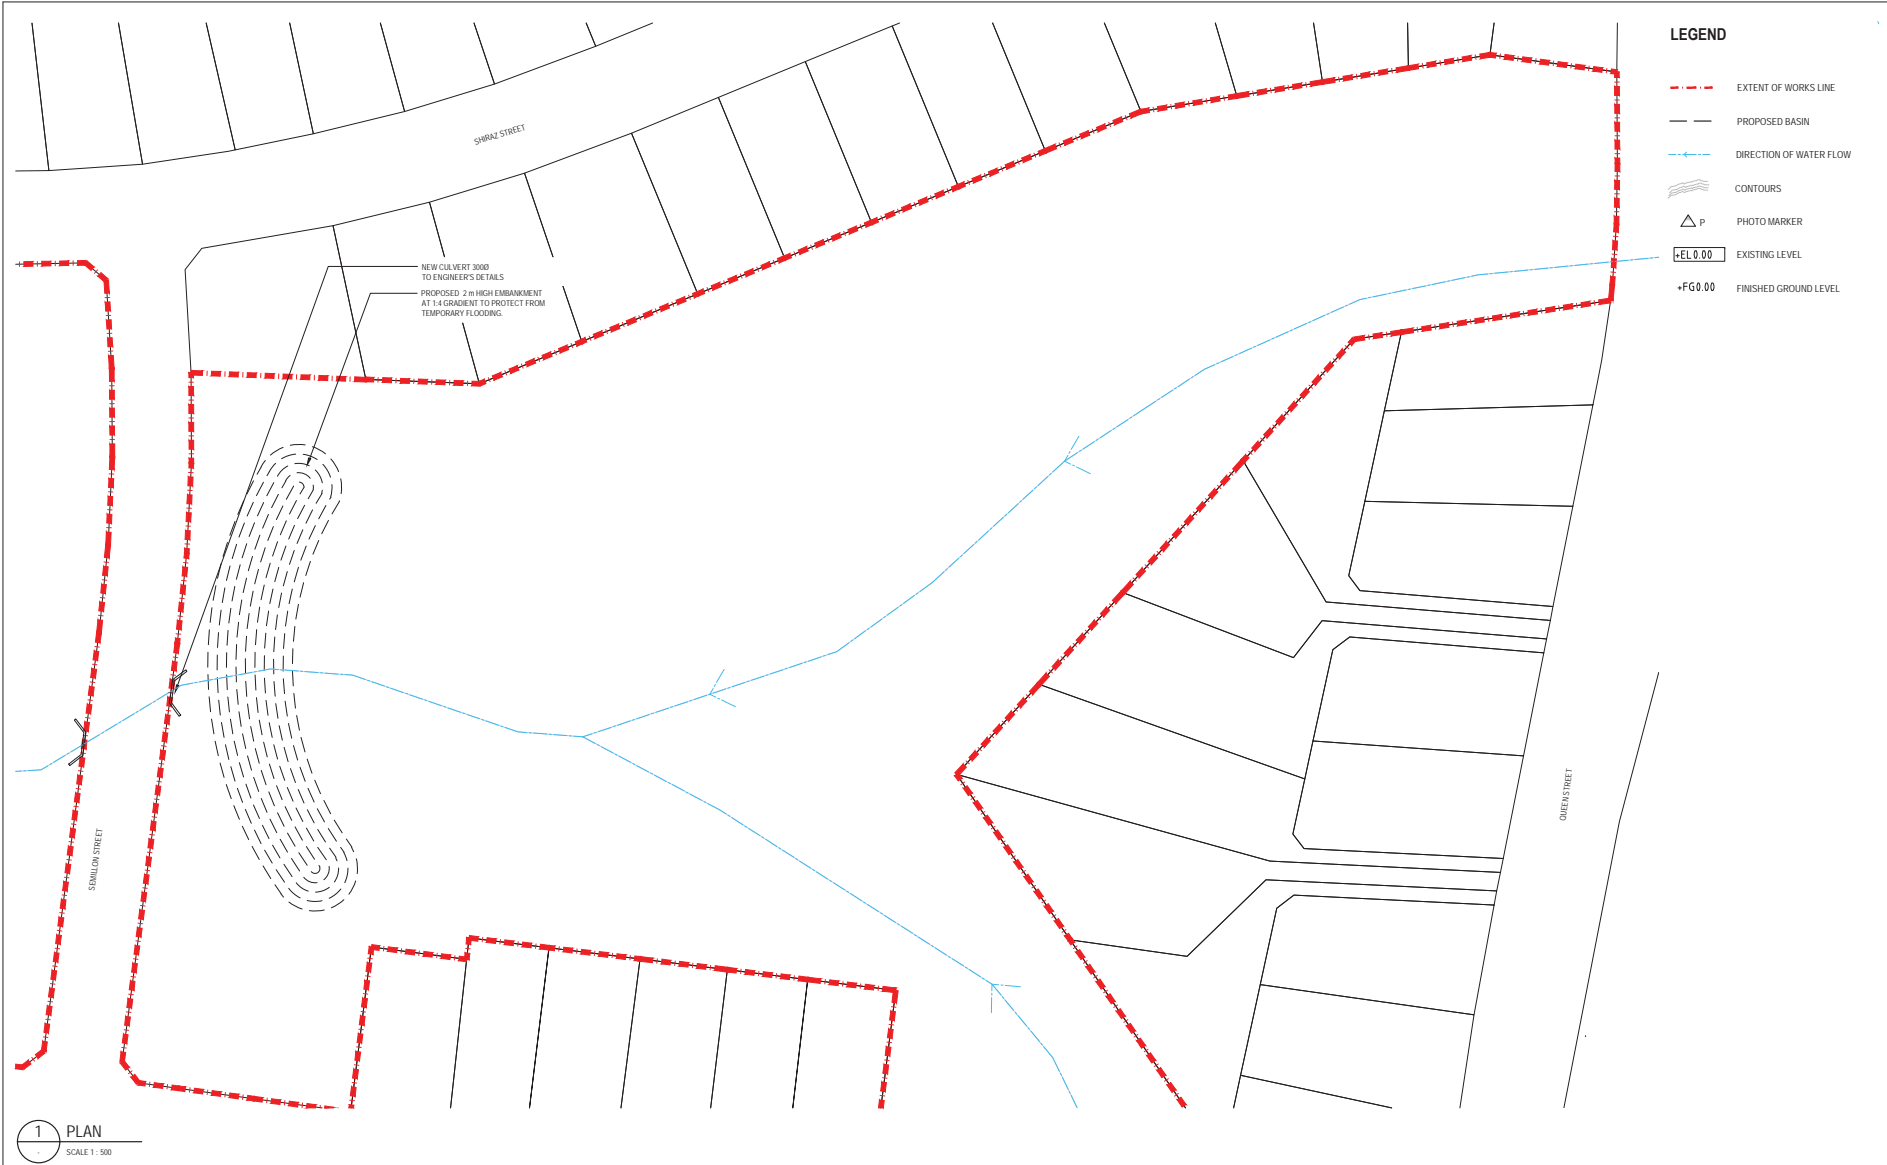 LEGEND
EXTENT OF WORKS LINE
PROPOSED BASIN
DIRECTION OF WATER FLOW
CONTOURS
P
PHOTO MARKER
+EL0.00
EXISTING LEVEL
+FG0.00
FINISHED GROUND LEVEL
SHIRAZ STREET
NEW CULVERT 300Ø
TO ENGINEER'S DETAILS
PROPOSED 2 m HIGH EMBANKMENT
AT 1:4 GRADIENT TO PROTECT FROM
TEMPORARY FLOODING.
SEMILLON STREET
QUEEN STREET
1
PLAN
-
SCALE 1 : 500